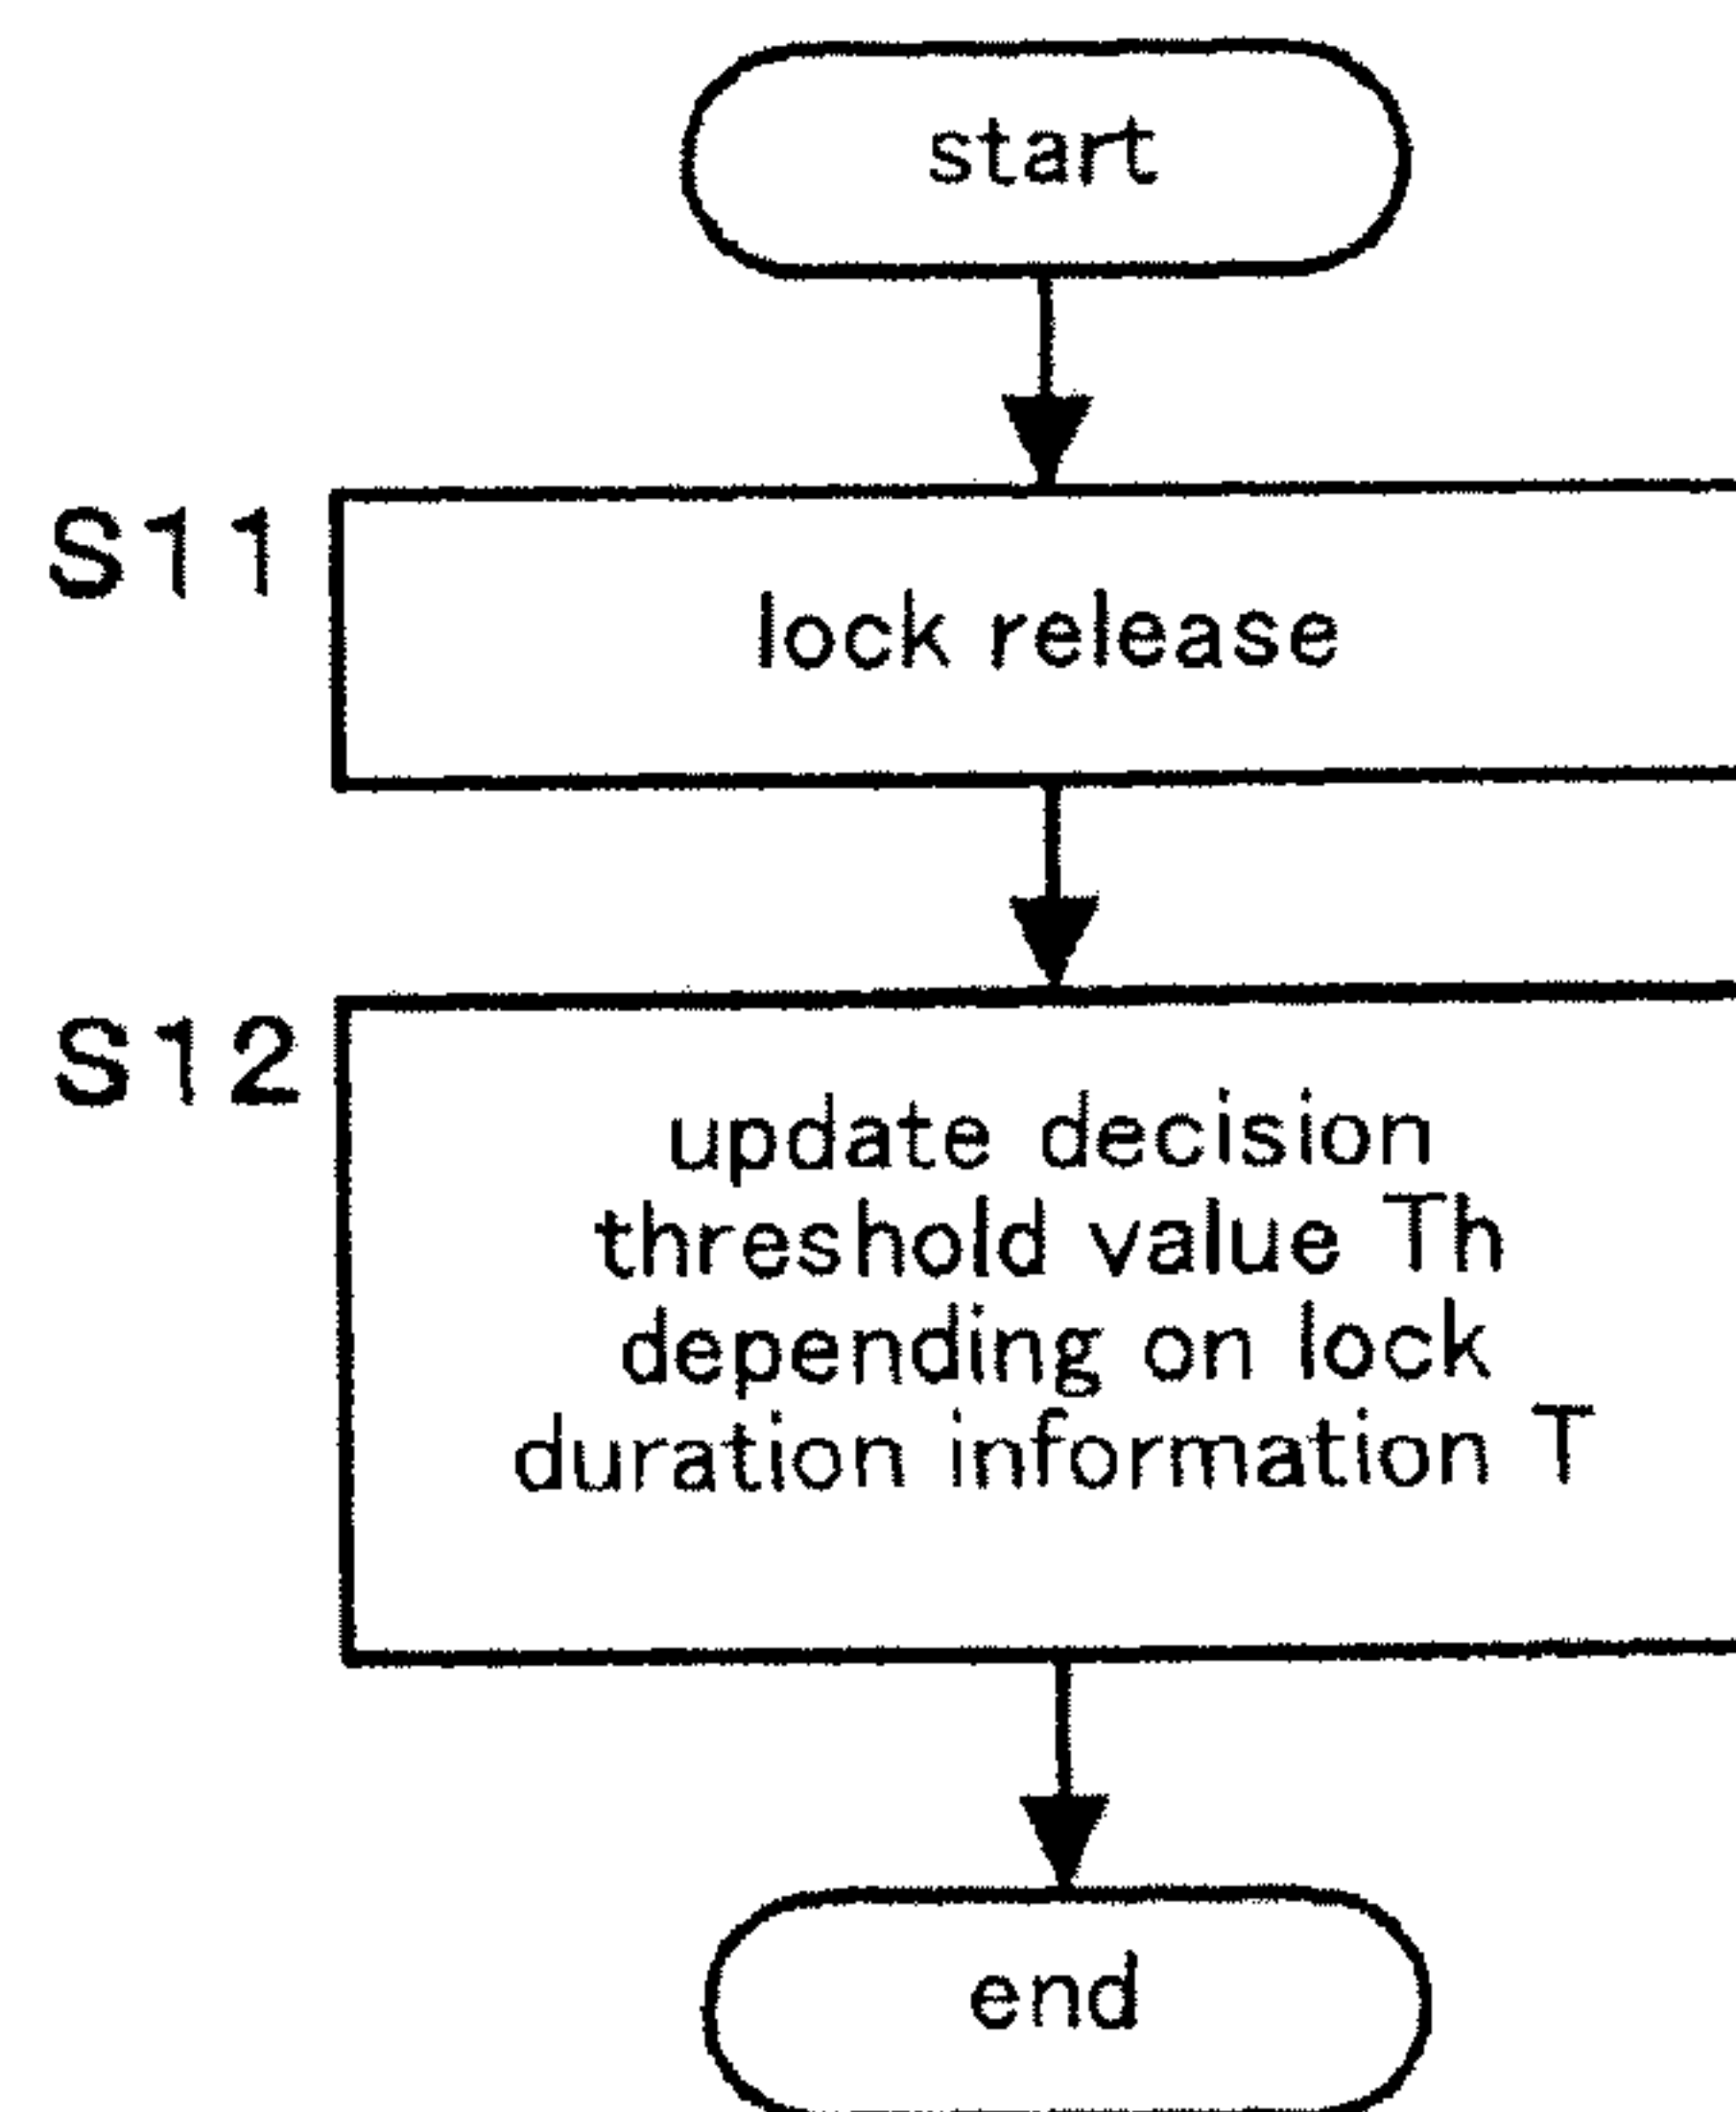 start
S11
lock release
S12
update decision
threshold value Th
depending on lock
duration information T
end